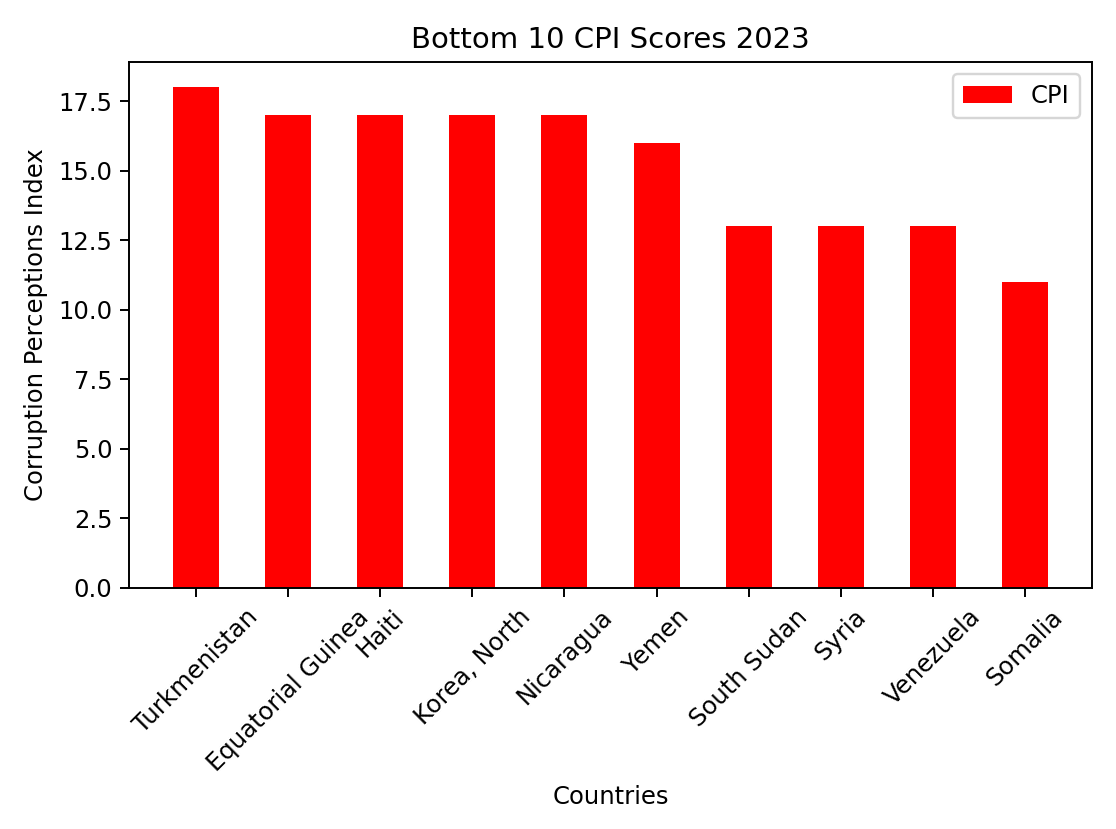 Bottom 10 CPI Scores 2023
CPI
Corruption Perceptions Index
17.5
15.0
12.5
10.0
7.5
5.0
2.5
0.0
Turkmenistan
Equatorial Guinea
Haiti
Korea, North
Nicaragua
Yemen
South Sudan
Syria
Venezuela
Somalia
Countries